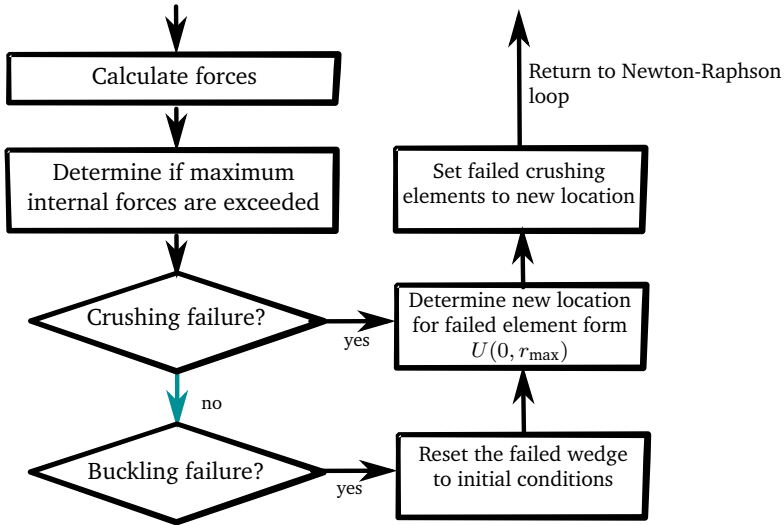 Calculate forces
Determine if maximum
internal forces are exceeded
Crushing failure?
yes
no
Buckling failure?
yes
Return to Newton-Raphson
loop
Set failed crushing
elements to new location
Determine new location
for failed element form
U(0, r_max)
Reset the failed wedge
to initial conditions